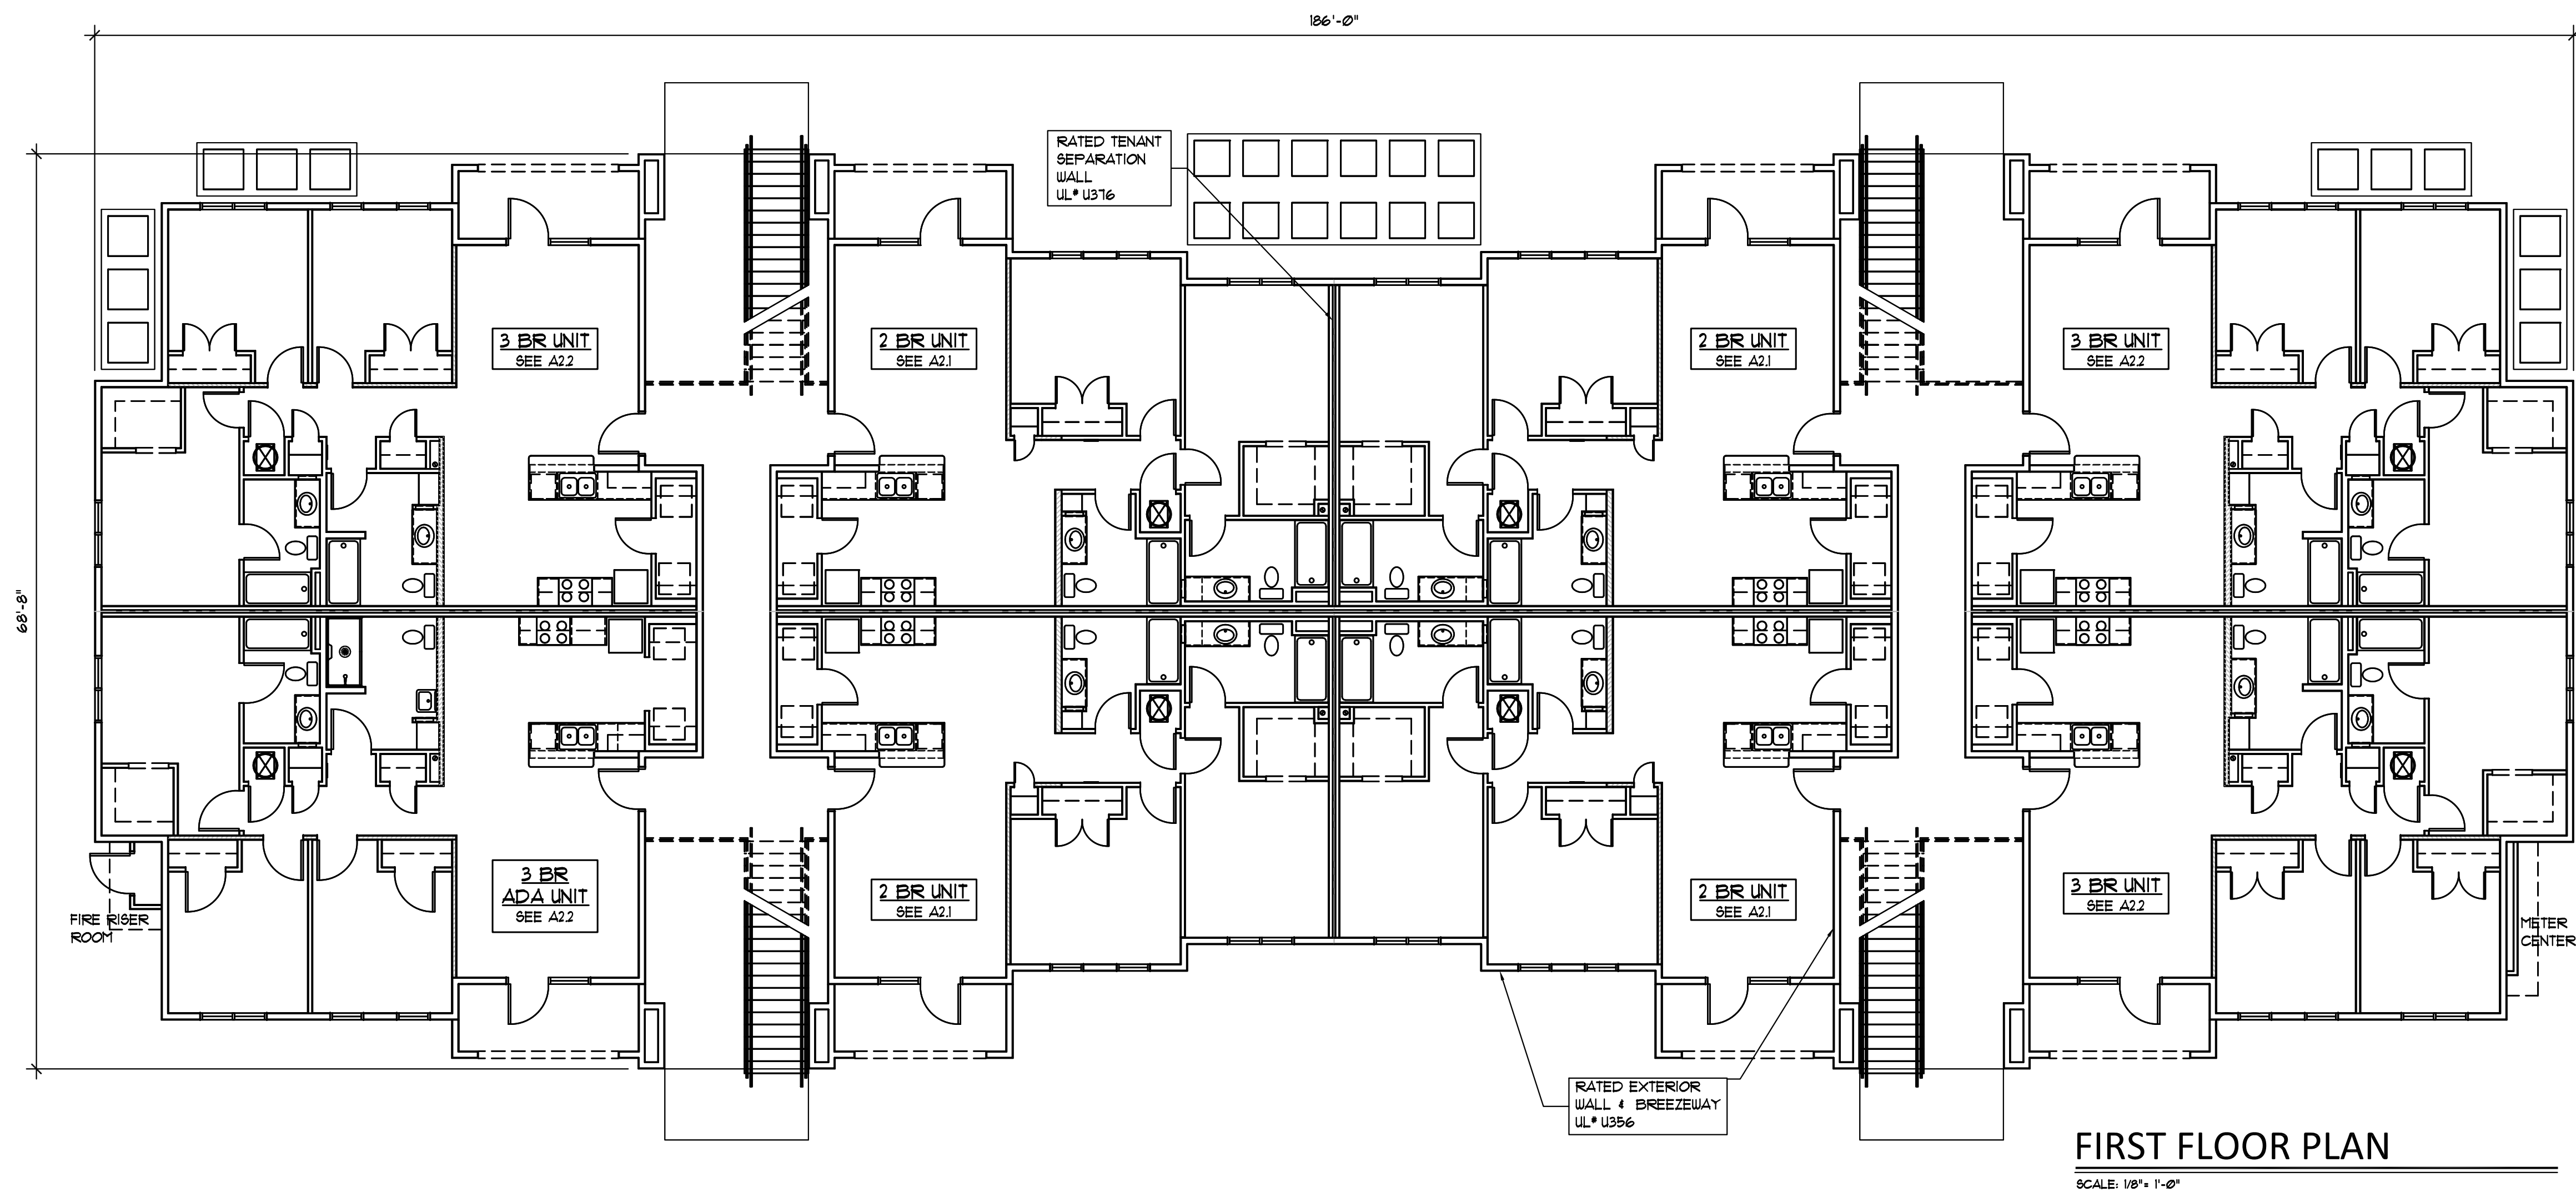 186'-0"
RATED TENANT
SEPARATION
WALL
UL# U376
3 BR UNIT
SEE A2.2
2 BR UNIT
SEE A2.1
2 BR UNIT
SEE A2.1
3 BR UNIT
SEE A2.2
68'-8"
3 BR
ADA UNIT
SEE A2.2
2 BR UNIT
SEE A2.1
2 BR UNIT
SEE A2.1
3 BR UNIT
SEE A2.2
FIRE RISER
ROOM
METER
CENTER
RATED EXTERIOR
WALL & BREEZEWAY
UL# U356
FIRST FLOOR PLAN
SCALE: 1/8"= 1'-0"